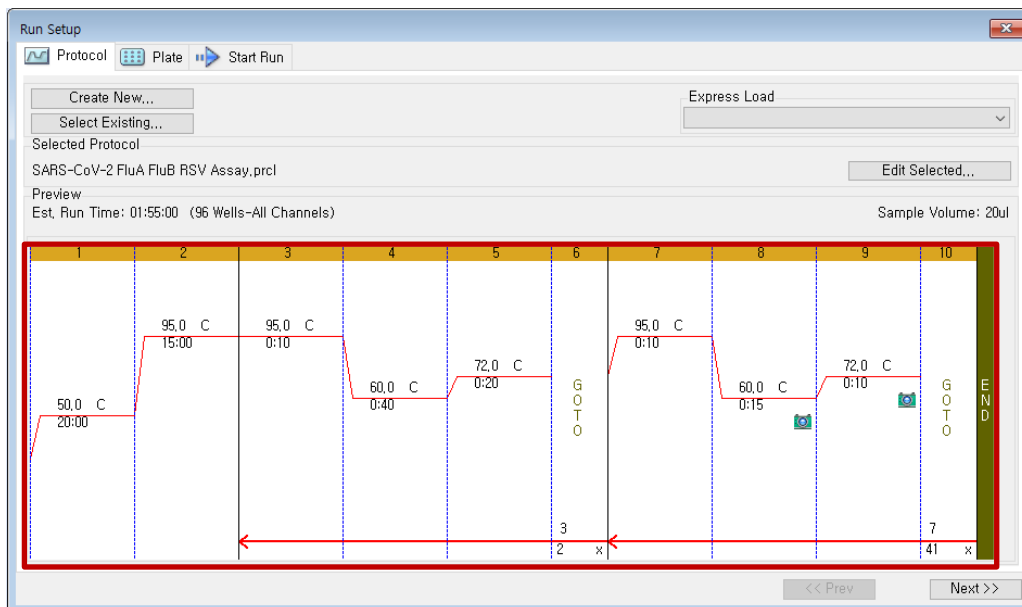 Run Setup
Protocol Plate Start Run
Create New,,,
Select Existing,,,
Express Load
Selected Protocol
SARS-CoV-2 FluA FluB RSV Assay,prcl
Edit Selected,,,
Preview
Est, Run Time: 01:55:00 (96 Wells-All Channels)
Sample Volume: 20ul
1 2 3 4 5 6 7 8 9 10
50,0 C
20:00
95,0 C
15:00
95,0 C
0:10
60,0 C
0:40
72,0 C
0:20
GOTO
3
2 x
95,0 C
0:10
60,0 C
0:15
72,0 C
0:10
GOTO
7
41 x
END
<< Prev
Next >>